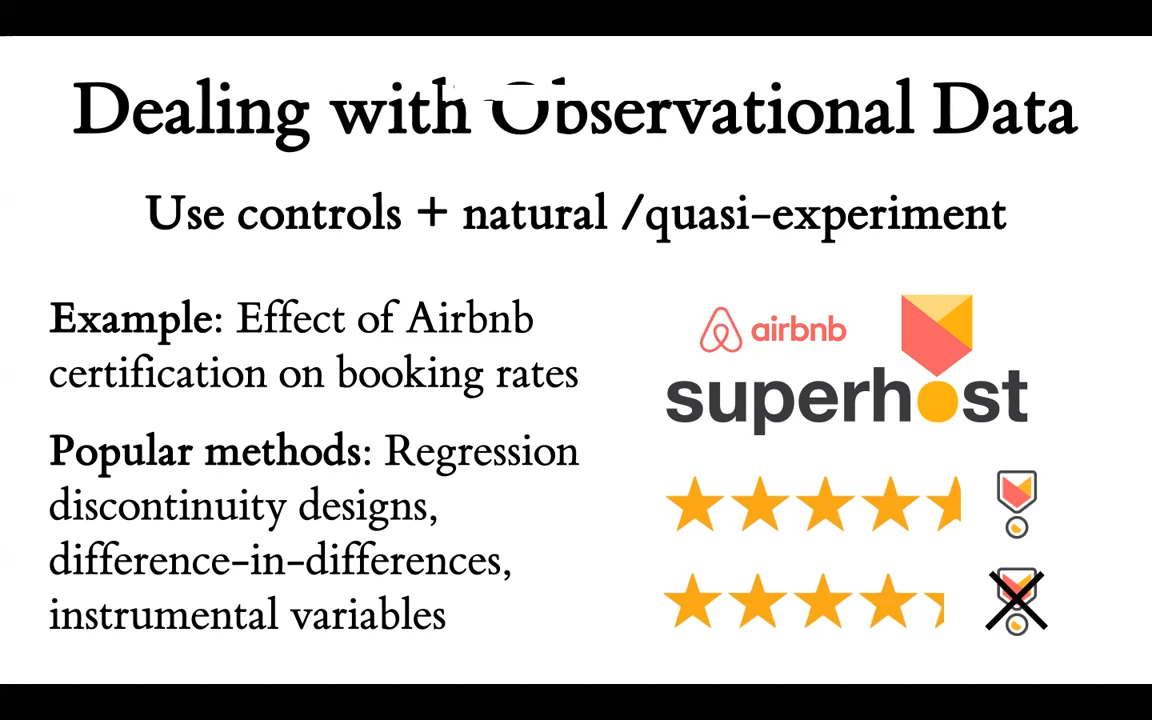 Dealing with Observational Data
Use controls + natural /quasi-experiment
Example: Effect of Airbnb
certification on booking rates
Popular methods: Regression
discontinuity designs,
difference-in-differences,
instrumental variables
airbnb
superhost